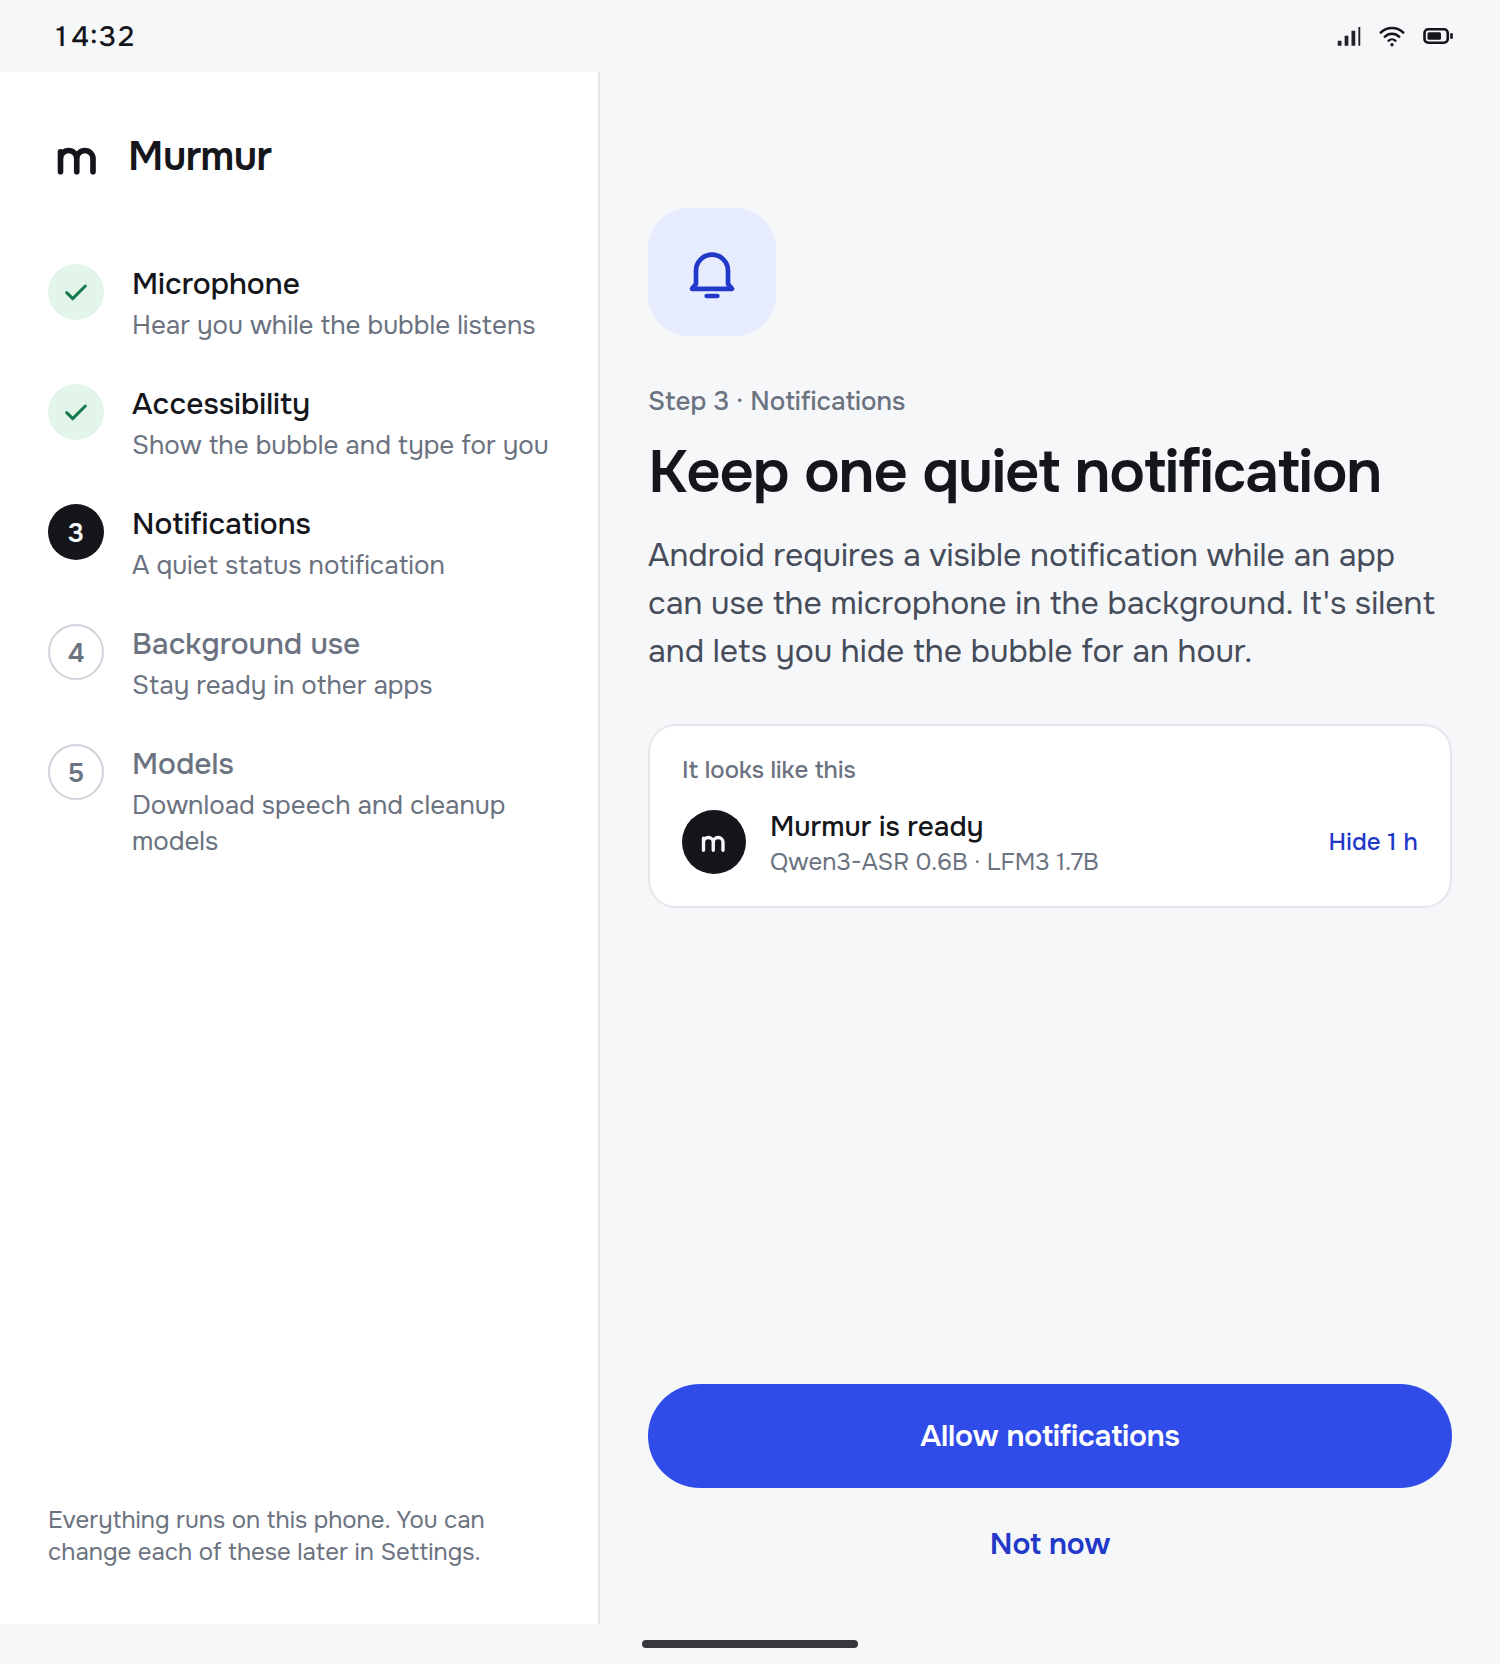 14:32
m Murmur
Microphone
Hear you while the bubble listens
Accessibility
Show the bubble and type for you
3
Notifications
A quiet status notification
4
Background use
Stay ready in other apps
5
Models
Download speech and cleanup
models
Everything runs on this phone. You can
change each of these later in Settings.
Step 3 · Notifications
Keep one quiet notification
Android requires a visible notification while an app
can use the microphone in the background. It's silent
and lets you hide the bubble for an hour.
It looks like this
m
Murmur is ready
Qwen3-ASR 0.6B · LFM3 1.7B
Hide 1 h
Allow notifications
Not now